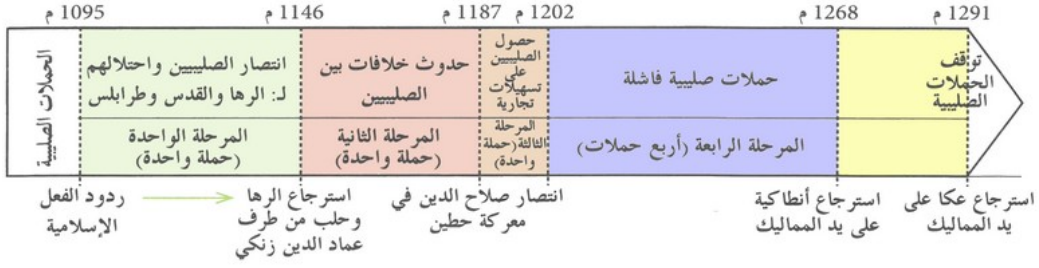 1095 م
1146 م
1187 م
1202 م
1268 م
1291 م
الحملات الصليبية
انتصار الصليبيين واحتلالهم
لـ: الرها والقدس وطرابلس
المرحلة الواحدة
(حملة واحدة)
حدوث خلافات بين
الصليبيين
المرحلة الثانية
(حملة واحدة)
حصول
الصليبيين
على
تسهيلات
تجارية
المرحلة
الثالثة(حملة
واحدة)
حملات صليبية فاشلة
المرحلة الرابعة (أربع حملات)
توقف
الحملات
الصليبية
ردود الفعل
الإسلامية
استرجاع الرها
وحلب من طرف
عماد الدين زنكي
انتصار صلاح الدين في
معركة حطين
استرجاع أنطاكية
على يد المماليك
استرجاع عكا على
يد المماليك